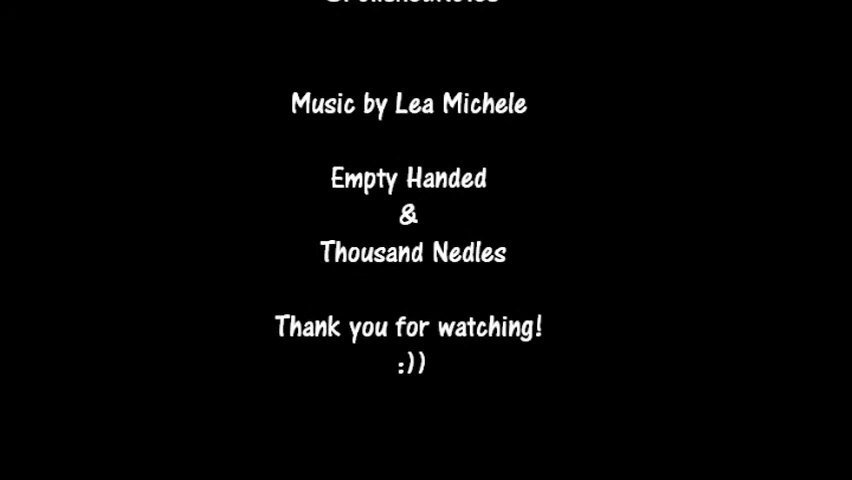 Music by Lea Michele
Empty Handed
&
Thousand Nedles
Thank you for watching!
:))